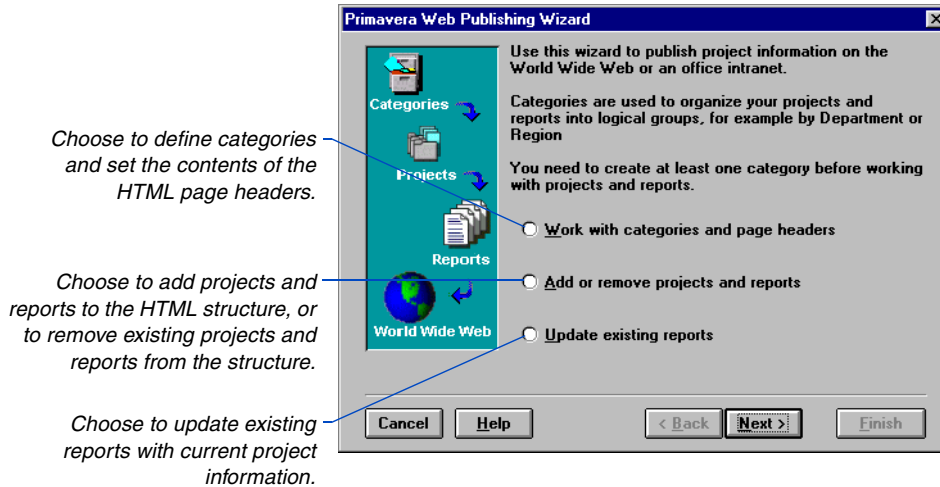 Primavera Web Publishing Wizard
Use this wizard to publish project information on the
World Wide Web or an office intranet.
Categories are used to organize your projects and
reports into logical groups, for example by Department or
Region
You need to create at least one category before working
with projects and reports.
Categories
Projects
Reports
World Wide Web
Choose to define categories
and set the contents of the
HTML page headers.
Work with categories and page headers
Choose to add projects and
reports to the HTML structure, or
to remove existing projects and
reports from the structure.
Add or remove projects and reports
Choose to update existing
reports with current project
information.
Update existing reports
Cancel
Help
< Back
Next >
Finish